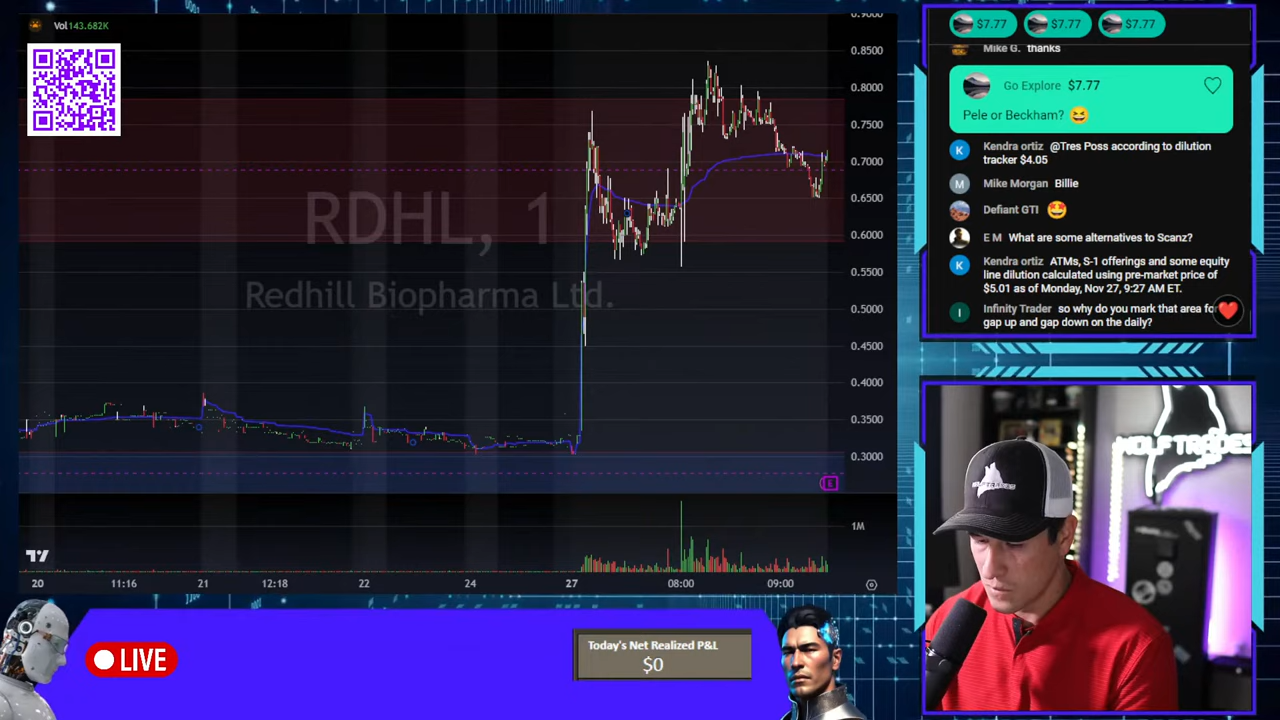 Vol143.682K
RDHL, 1
Redhill Biopharma Ltd.
0.9000
0.8500
0.8000
0.7500
0.7000
0.6500
0.6000
0.5500
0.5000
0.4500
0.4000
0.3500
0.3000
E
1M
20
11:16
21
12:18
22
24
27
08:00
09:00
$7.77
$7.77
$7.77
Mike G. thanks
Go Explore $7.77
Pele or Beckham?
K
Kendra ortiz @Tres Poss according to dilution
tracker $4.05
M
Mike Morgan Billie
Defiant GTI
E M What are some alternatives to Scanz?
K
Kendra ortiz ATMs, S-1 offerings and some equity
line dilution calculated using pre-market price of
$5.01 as of Monday, Nov 27, 9:27 AM ET.
I
Infinity Trader so why do you mark that area for
gap up and gap down on the daily?
WOLFTRADES
WOLFTRADES
LIVE
Today's Net Realized P&L
$0